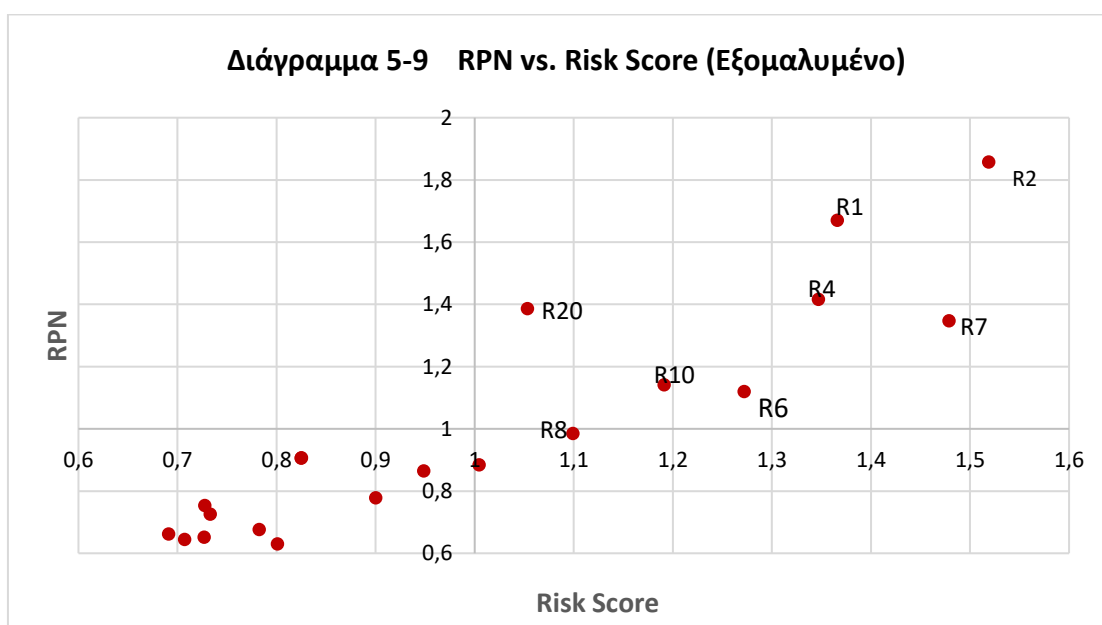 Διάγραμμα 5-9 RPN vs. Risk Score (Εξομαλυμένο)
2
1,8
R2
R1
1,6
1,4
R4
R20
R7
1,2
R10
R6
1
R8
0,6 0,7 0,8 0,9 1 1,1 1,2 1,3 1,4 1,5 1,6
0,8
0,6
RPN
Risk Score